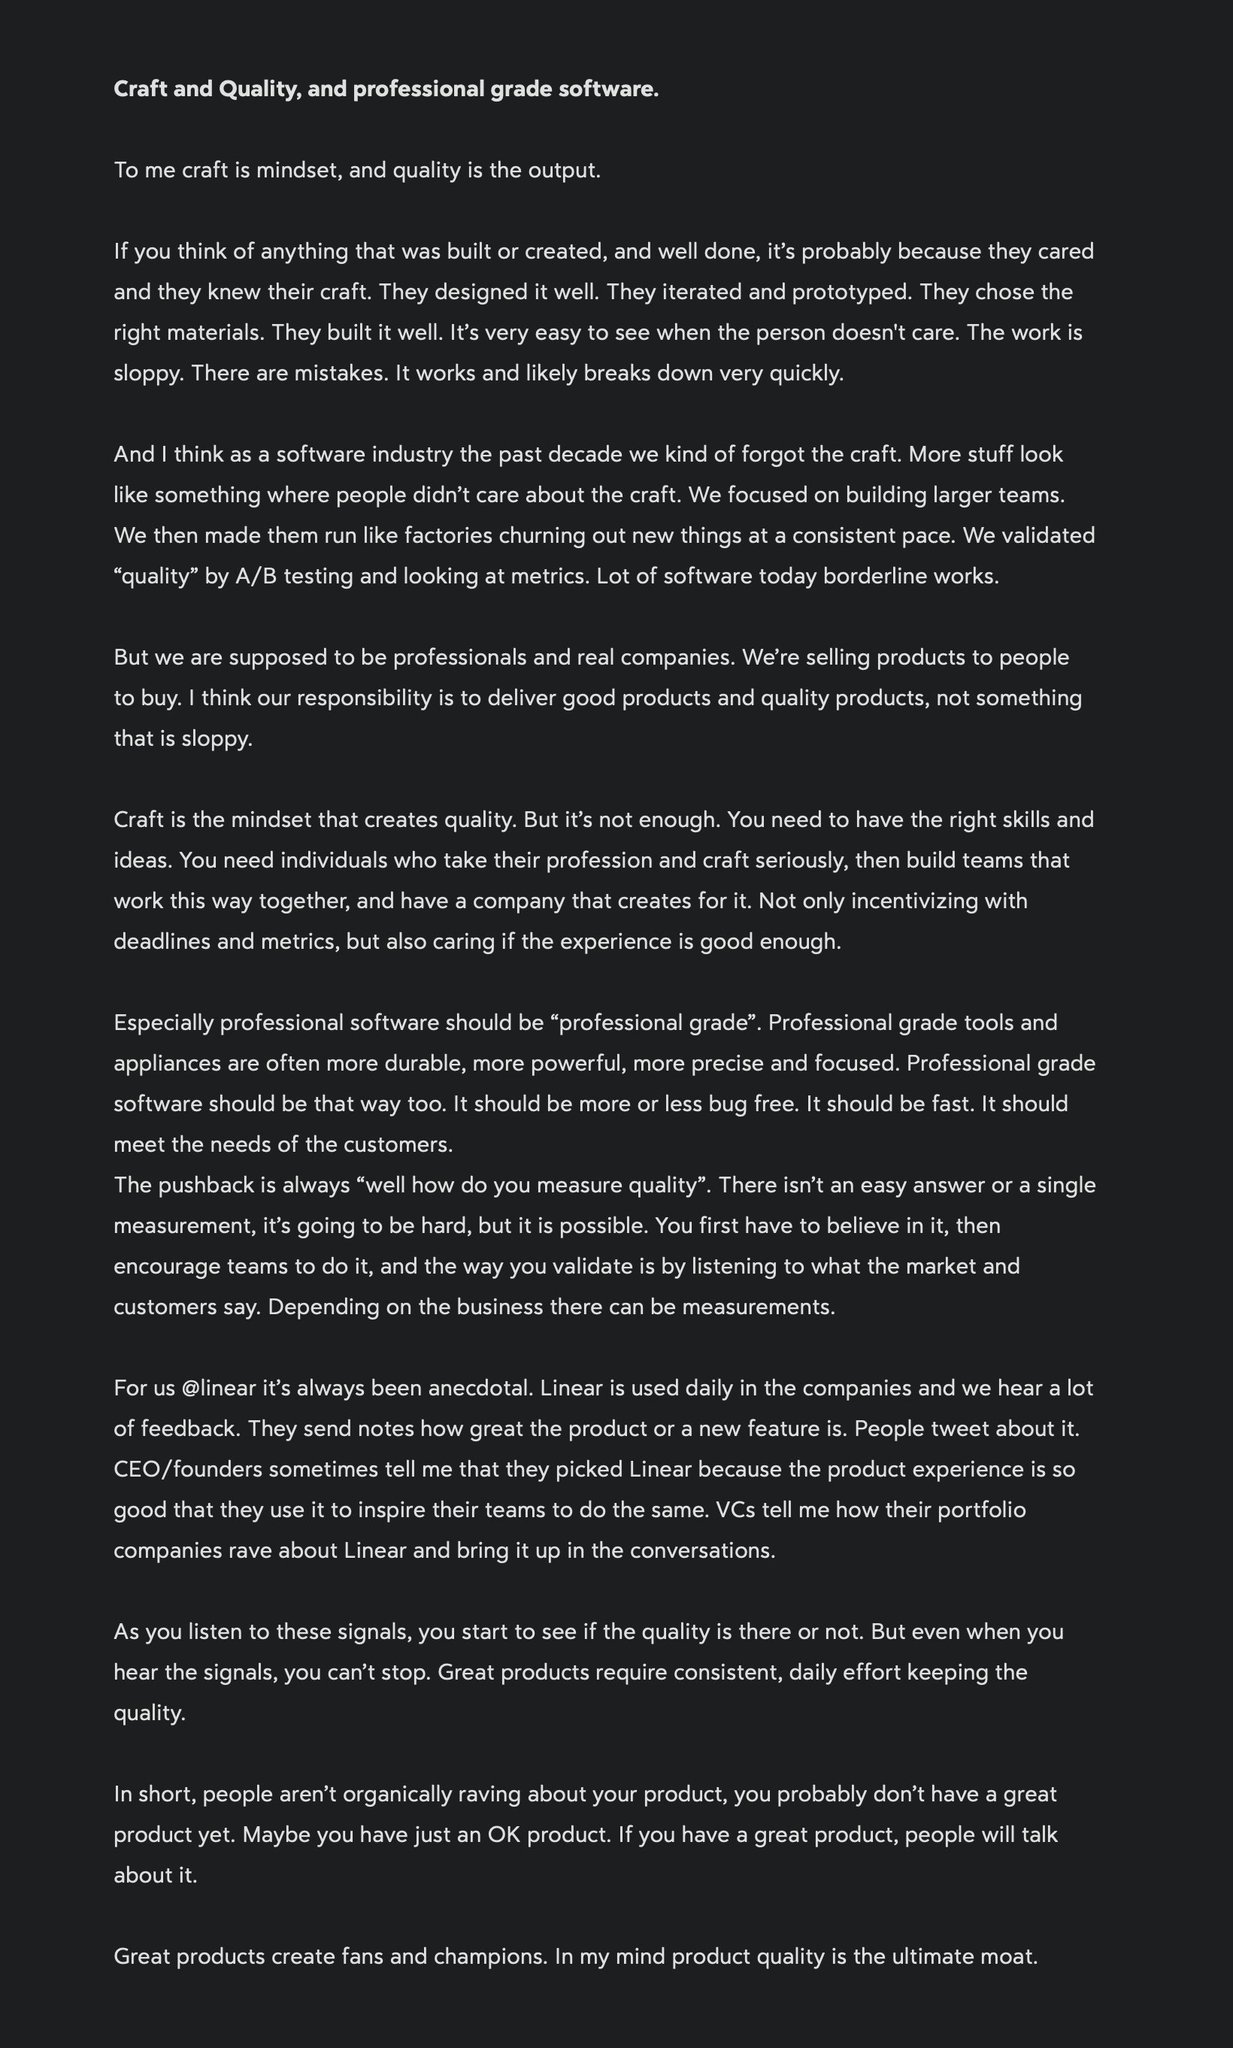 Craft and Quality, and professional grade software.
To me craft is mindset, and quality is the output.
If you think of anything that was built or created, and well done, it’s probably because they cared
and they knew their craft. They designed it well. They iterated and prototyped. They chose the
right materials. They built it well. It’s very easy to see when the person doesn't care. The work is
sloppy. There are mistakes. It works and likely breaks down very quickly.
And I think as a software industry the past decade we kind of forgot the craft. More stuff look
like something where people didn’t care about the craft. We focused on building larger teams.
We then made them run like factories churning out new things at a consistent pace. We validated
“quality” by A/B testing and looking at metrics. Lot of software today borderline works.
But we are supposed to be professionals and real companies. We’re selling products to people
to buy. I think our responsibility is to deliver good products and quality products, not something
that is sloppy.
Craft is the mindset that creates quality. But it’s not enough. You need to have the right skills and
ideas. You need individuals who take their profession and craft seriously, then build teams that
work this way together, and have a company that creates for it. Not only incentivizing with
deadlines and metrics, but also caring if the experience is good enough.
Especially professional software should be “professional grade”. Professional grade tools and
appliances are often more durable, more powerful, more precise and focused. Professional grade
software should be that way too. It should be more or less bug free. It should be fast. It should
meet the needs of the customers.
The pushback is always “well how do you measure quality”. There isn’t an easy answer or a single
measurement, it’s going to be hard, but it is possible. You first have to believe in it, then
encourage teams to do it, and the way you validate is by listening to what the market and
customers say. Depending on the business there can be measurements.
For us @linear it’s always been anecdotal. Linear is used daily in the companies and we hear a lot
of feedback. They send notes how great the product or a new feature is. People tweet about it.
CEO/founders sometimes tell me that they picked Linear because the product experience is so
good that they use it to inspire their teams to do the same. VCs tell me how their portfolio
companies rave about Linear and bring it up in the conversations.
As you listen to these signals, you start to see if the quality is there or not. But even when you
hear the signals, you can’t stop. Great products require consistent, daily effort keeping the
quality.
In short, people aren’t organically raving about your product, you probably don’t have a great
product yet. Maybe you have just an OK product. If you have a great product, people will talk
about it.
Great products create fans and champions. In my mind product quality is the ultimate moat.